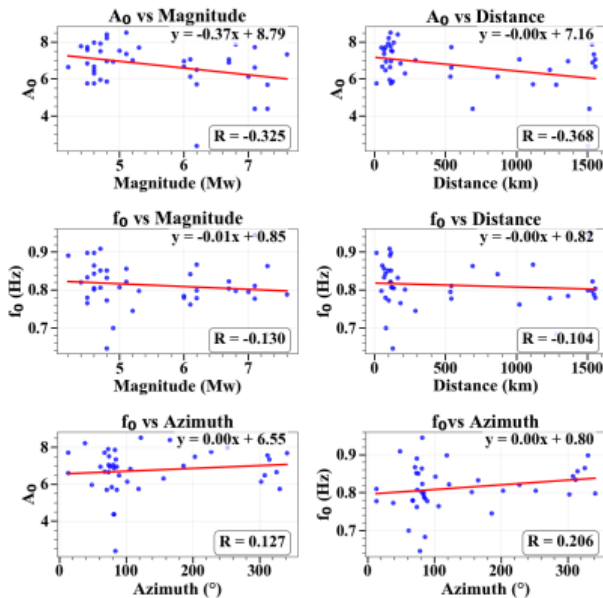 A₀ vs Magnitude
y = -0.37x + 8.79
8
6
4
A₀
R = -0.325
5
6
7
Magnitude (Mw)
A₀ vs Distance
y = -0.00x + 7.16
8
6
4
A₀
R = -0.368
0
500
1000
1500
Distance (km)
f₀ vs Magnitude
y = -0.01x + 0.85
0.9
0.8
0.7
f₀ (Hz)
R = -0.130
5
6
7
Magnitude (Mw)
f₀ vs Distance
y = -0.00x + 0.82
0.9
0.8
0.7
f₀ (Hz)
R = -0.104
0
500
1000
1500
Distance (km)
f₀ vs Azimuth
y = 0.00x + 6.55
8
6
4
A₀
R = 0.127
0
100
200
300
Azimuth (°)
f₀vs Azimuth
y = 0.00x + 0.80
0.9
0.8
0.7
f₀ (Hz)
R = 0.206
0
100
200
300
Azimuth (°)